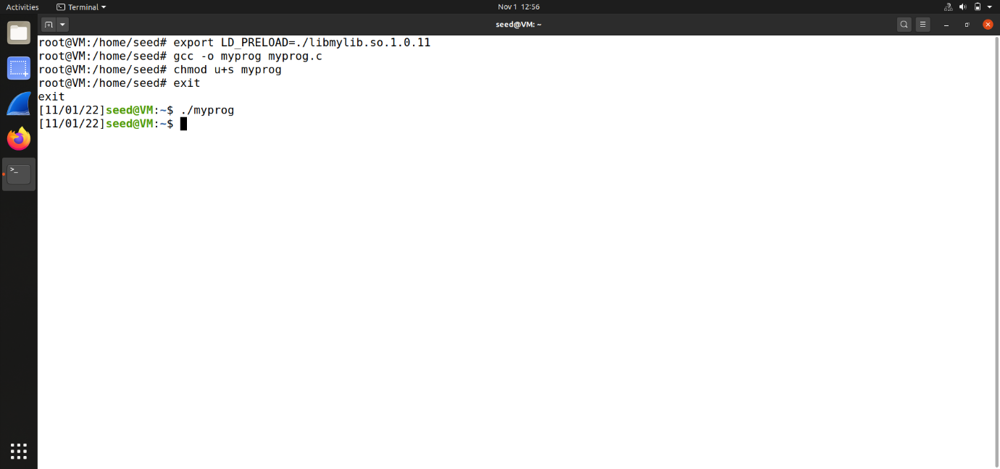 Activities Terminal Nov 1 12:56
seed@VM: ~
root@VM:/home/seed# export LD_PRELOAD=./libmylib.so.1.0.11
root@VM:/home/seed# gcc -o myprog myprog.c
root@VM:/home/seed# chmod u+s myprog
root@VM:/home/seed# exit
exit
[11/01/22]seed@VM:~$ ./myprog
[11/01/22]seed@VM:~$